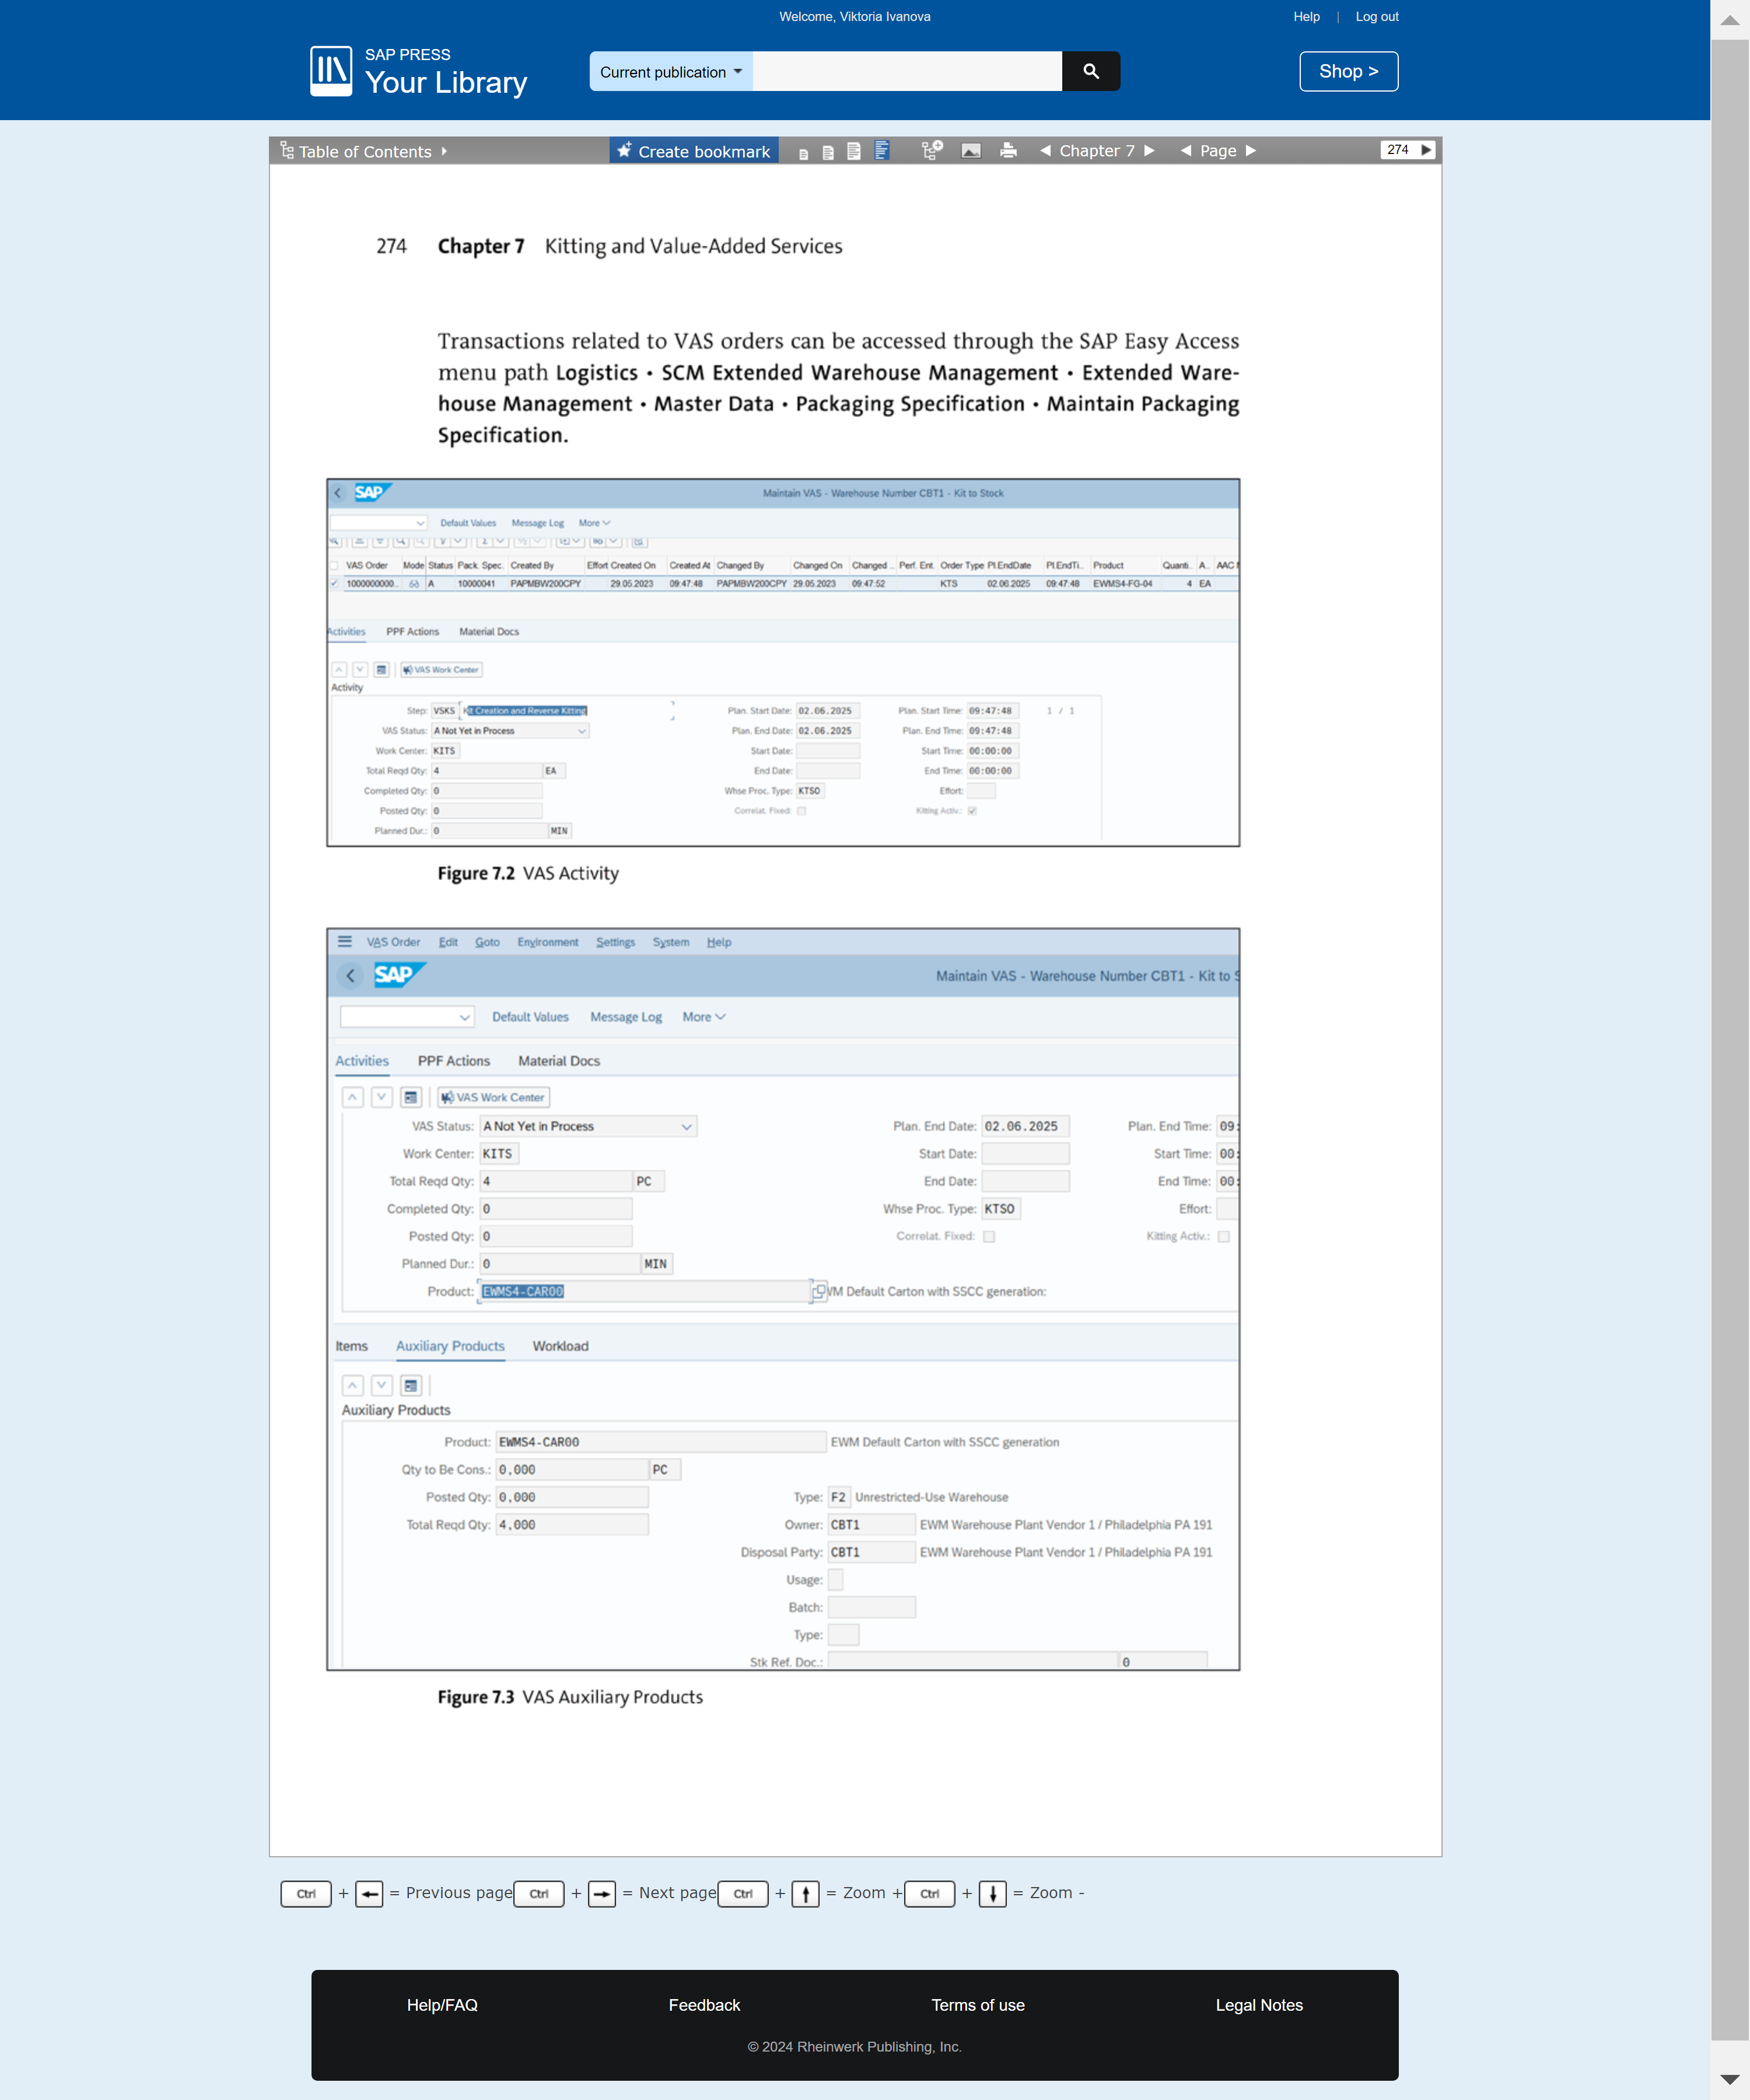 Welcome, Viktoria Ivanova
Help | Log out
SAP PRESS
Your Library
Current publication
Shop >
Table of Contents
Create bookmark
Chapter 7
Page
274
274 Chapter 7 Kitting and Value-Added Services
Transactions related to VAS orders can be accessed through the SAP Easy Access
menu path Logistics • SCM Extended Warehouse Management • Extended Ware-
house Management • Master Data • Packaging Specification • Maintain Packaging
Specification.
SAP Maintain VAS - Warehouse Number CBT1 - Kit to Stock
Default Values Message Log More
VAS Order Mode Status Pack. Spec. Created By Effort Created On Created At Changed By Changed On Changed .. Perf. Ent. Order Type Pl.EndDate Pl.EndTi.. Product Quanti.. A.. AAC
1000000000.. A 10000041 PAPMBW200CPY 29.05.2023 09:47:48 PAPMBW200CPY 29.05.2023 09:47:52 KTS 02.06.2025 09:47:48 EWMS4-FG-04 4 EA
Activities PPF Actions Material Docs
VAS Work Center
Activity
Step: VSKS Kit Creation and Reverse Kitting Plan. Start Date: 02.06.2025 Plan. Start Time: 09:47:48 1 / 1
VAS Status: A Not Yet in Process Plan. End Date: 02.06.2025 Plan. End Time: 09:47:48
Work Center: KITS Start Date: Start Time: 00:00:00
Total Reqd Qty: 4 EA End Date: End Time: 00:00:00
Completed Qty: 0 Whse Proc. Type: KTSO Effort:
Posted Qty: 0 Correlat. Fixed: Kitting Activ.:
Planned Dur.: 0 MIN
Figure 7.2 VAS Activity
VAS Order Edit Goto Environment Settings System Help
SAP Maintain VAS - Warehouse Number CBT1 - Kit to S
Default Values Message Log More
Activities PPF Actions Material Docs
VAS Work Center
VAS Status: A Not Yet in Process Plan. End Date: 02.06.2025 Plan. End Time: 09:
Work Center: KITS Start Date: Start Time: 00:
Total Reqd Qty: 4 PC End Date: End Time: 00:
Completed Qty: 0 Whse Proc. Type: KTSO Effort:
Posted Qty: 0 Correlat. Fixed: Kitting Activ.:
Planned Dur.: 0 MIN
Product: EWMS4-CAR00 WM Default Carton with SSCC generation:
Items Auxiliary Products Workload
Auxiliary Products
Product: EWMS4-CAR00 EWM Default Carton with SSCC generation
Qty to Be Cons.: 0,000 PC
Posted Qty: 0,000 Type: F2 Unrestricted-Use Warehouse
Total Reqd Qty: 4,000 Owner: CBT1 EWM Warehouse Plant Vendor 1 / Philadelphia PA 191
Disposal Party: CBT1 EWM Warehouse Plant Vendor 1 / Philadelphia PA 191
Usage:
Batch:
Type:
Stk Ref. Doc.: 0
Figure 7.3 VAS Auxiliary Products
Ctrl + ← = Previous page Ctrl + → = Next page Ctrl + ↑ = Zoom + Ctrl + ↓ = Zoom -
Help/FAQ Feedback Terms of use Legal Notes
© 2024 Rheinwerk Publishing, Inc.